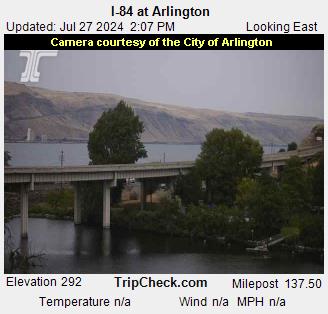 I-84 at Arlington
Updated: Jul 27 2024 2:07 PM Looking East
Camera courtesy of the City of Arlington
Elevation 292 TripCheck.com Milepost 137.50
Temperature n/a Wind n/a MPH n/a